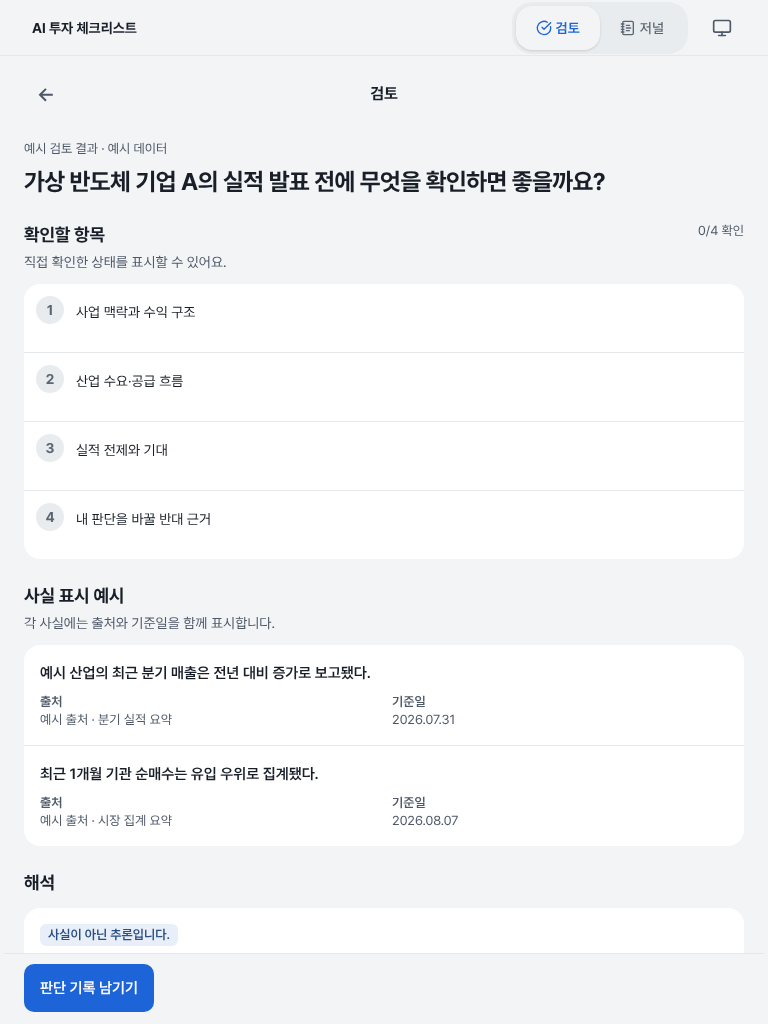 AI 투자 체크리스트
검토
저널
검토
예시 검토 결과 · 예시 데이터
가상 반도체 기업 A의 실적 발표 전에 무엇을 확인하면 좋을까요?
확인할 항목
0/4 확인
직접 확인한 상태를 표시할 수 있어요.
1 사업 맥락과 수익 구조
2 산업 수요·공급 흐름
3 실적 전제와 기대
4 내 판단을 바꿀 반대 근거
사실 표시 예시
각 사실에는 출처와 기준일을 함께 표시합니다.
예시 산업의 최근 분기 매출은 전년 대비 증가로 보고됐다.
출처 기준일
예시 출처 · 분기 실적 요약 2026.07.31
최근 1개월 기관 순매수는 유입 우위로 집계됐다.
출처 기준일
예시 출처 · 시장 집계 요약 2026.08.07
해석
사실이 아닌 추론입니다.
판단 기록 남기기